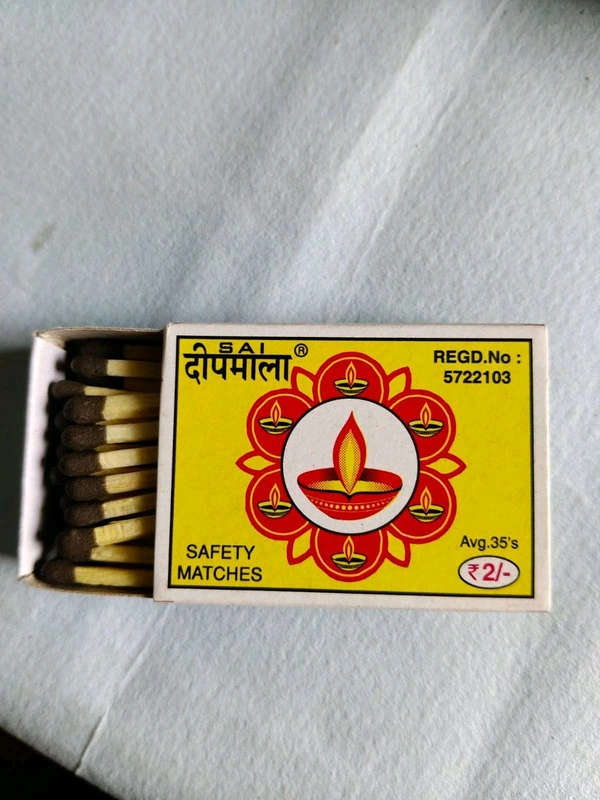 SAI
दीपमाला ®
REGD.No :
5722103
SAFETY
MATCHES
Avg.35's
₹ 2/-